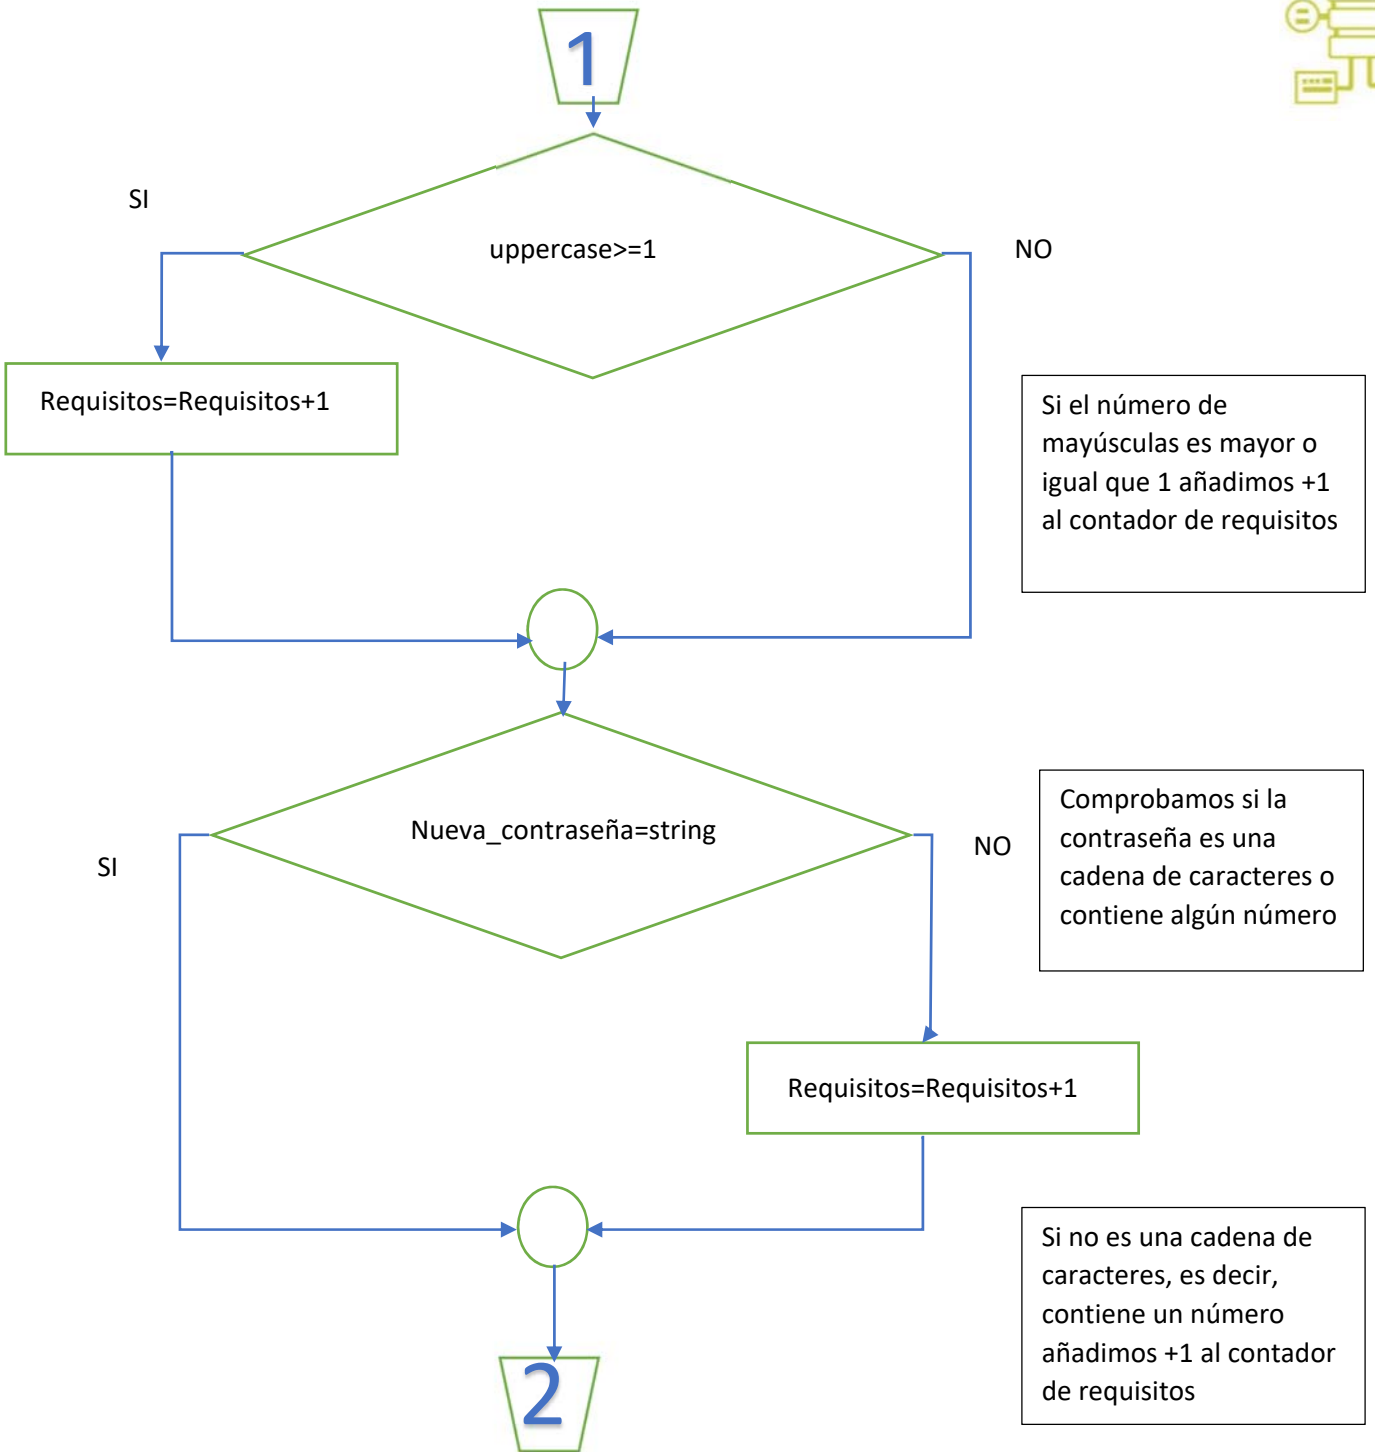 1
SI
uppercase>=1
NO
Requisitos=Requisitos+1
Si el número de
mayúsculas es mayor o
igual que 1 añadimos +1
al contador de requisitos
Nueva_contraseña=string
SI
NO
Comprobamos si la
contraseña es una
cadena de caracteres o
contiene algún número
Requisitos=Requisitos+1
Si no es una cadena de
caracteres, es decir,
contiene un número
añadimos +1 al contador
de requisitos
2